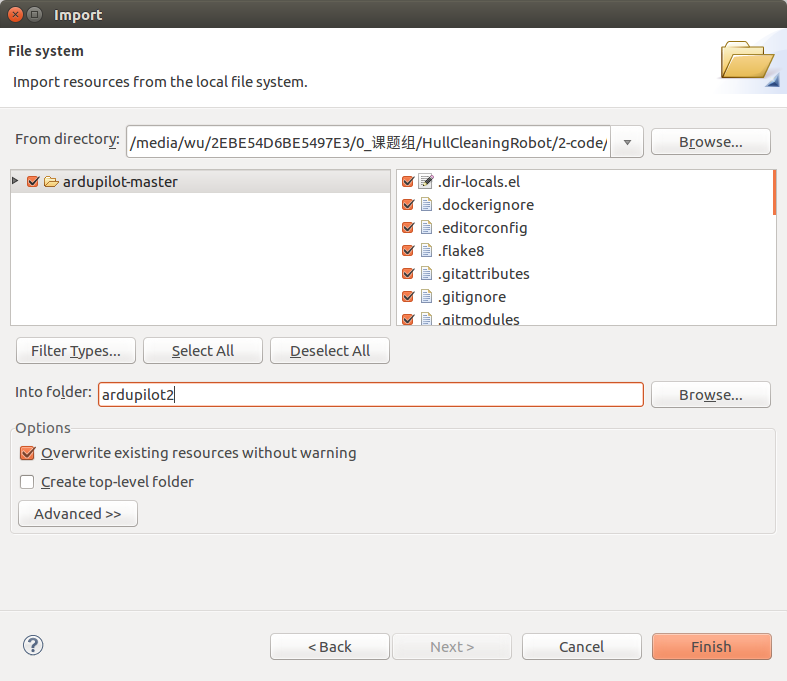 Import
File system
Import resources from the local file system.
From directory: /media/wu/2EBE54D6BE5497E3/0_课题组/HullCleaningRobot/2-code/ Browse...
ardupilot-master
.dir-locals.el
.dockerignore
.editorconfig
.flake8
.gitattributes
.gitignore
.gitmodules
Filter Types... Select All Deselect All
Into folder: ardupilot2 Browse...
Options
Overwrite existing resources without warning
Create top-level folder
Advanced >>
? < Back Next > Cancel Finish